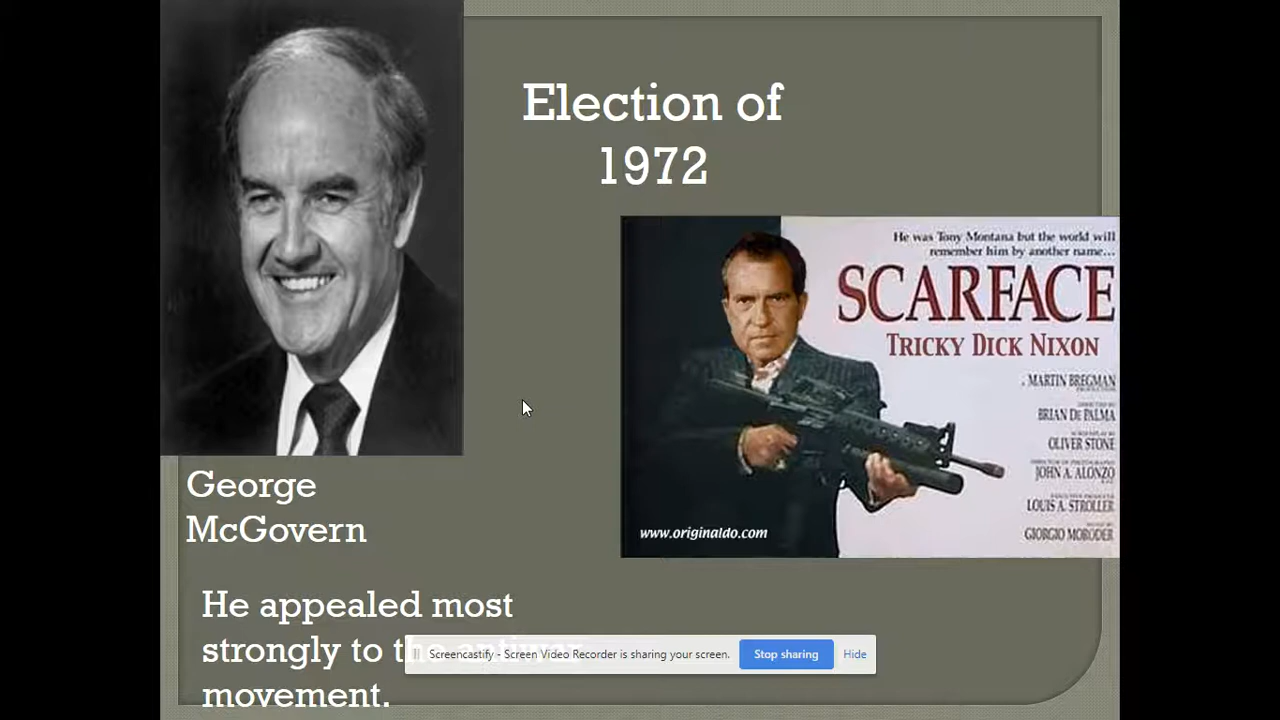 Election of
1972
He was Tony Montana but the world will
remember him by another name...
SCARFACE
TRICKY DICK NIXON
MARTIN BREGMAN
BRIAN DE PALMA
OLIVER STONE
JOHN A. ALONZO
LOUIS A. STROLLER
GIORGIO MORODER
www.originaldo.com
George
McGovern
He appealed most
strongly to the antiwar
movement.
Screencastify - Screen Video Recorder is sharing your screen.
Stop sharing
Hide